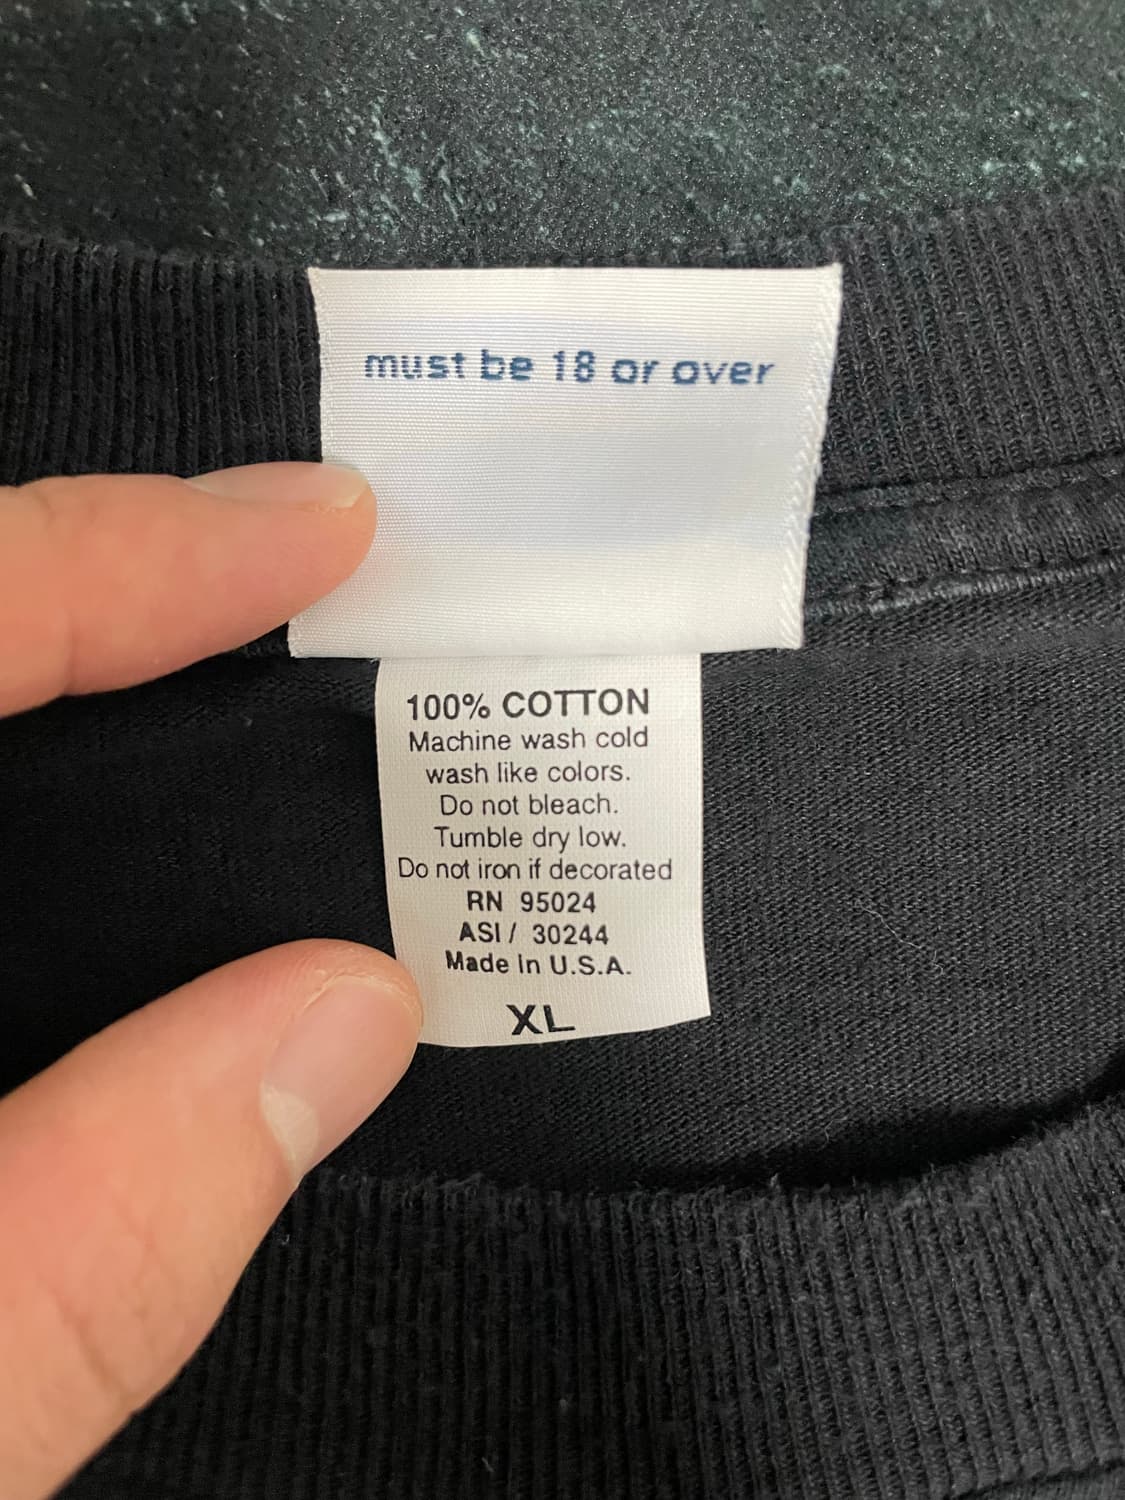 must be 18 or over
100% COTTON
Machine wash cold
wash like colors.
Do not bleach.
Tumble dry low.
Do not iron if decorated
RN 95024
ASI / 30244
Made In U.S.A.
XL